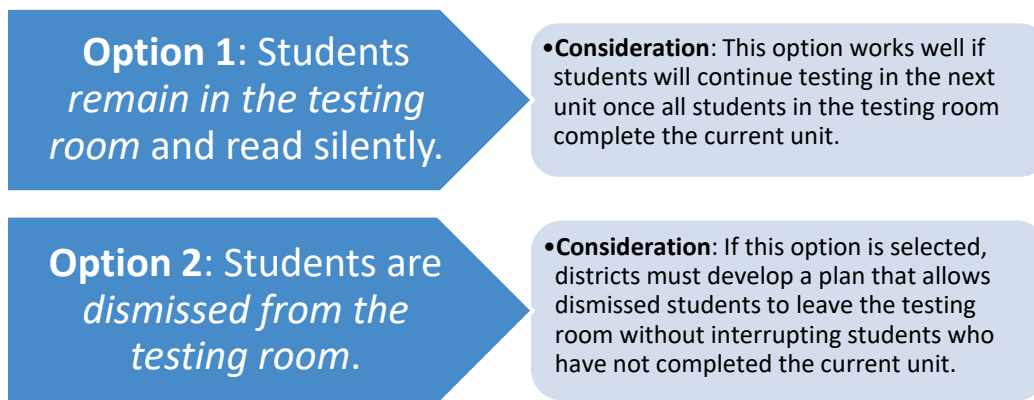 Option 1: Students
remain in the testing
room and read silently.
•Consideration: This option works well if
students will continue testing in the next
unit once all students in the testing room
complete the current unit.
Option 2: Students are
dismissed from the
testing room.
•Consideration: If this option is selected,
districts must develop a plan that allows
dismissed students to leave the testing
room without interrupting students who
have not completed the current unit.